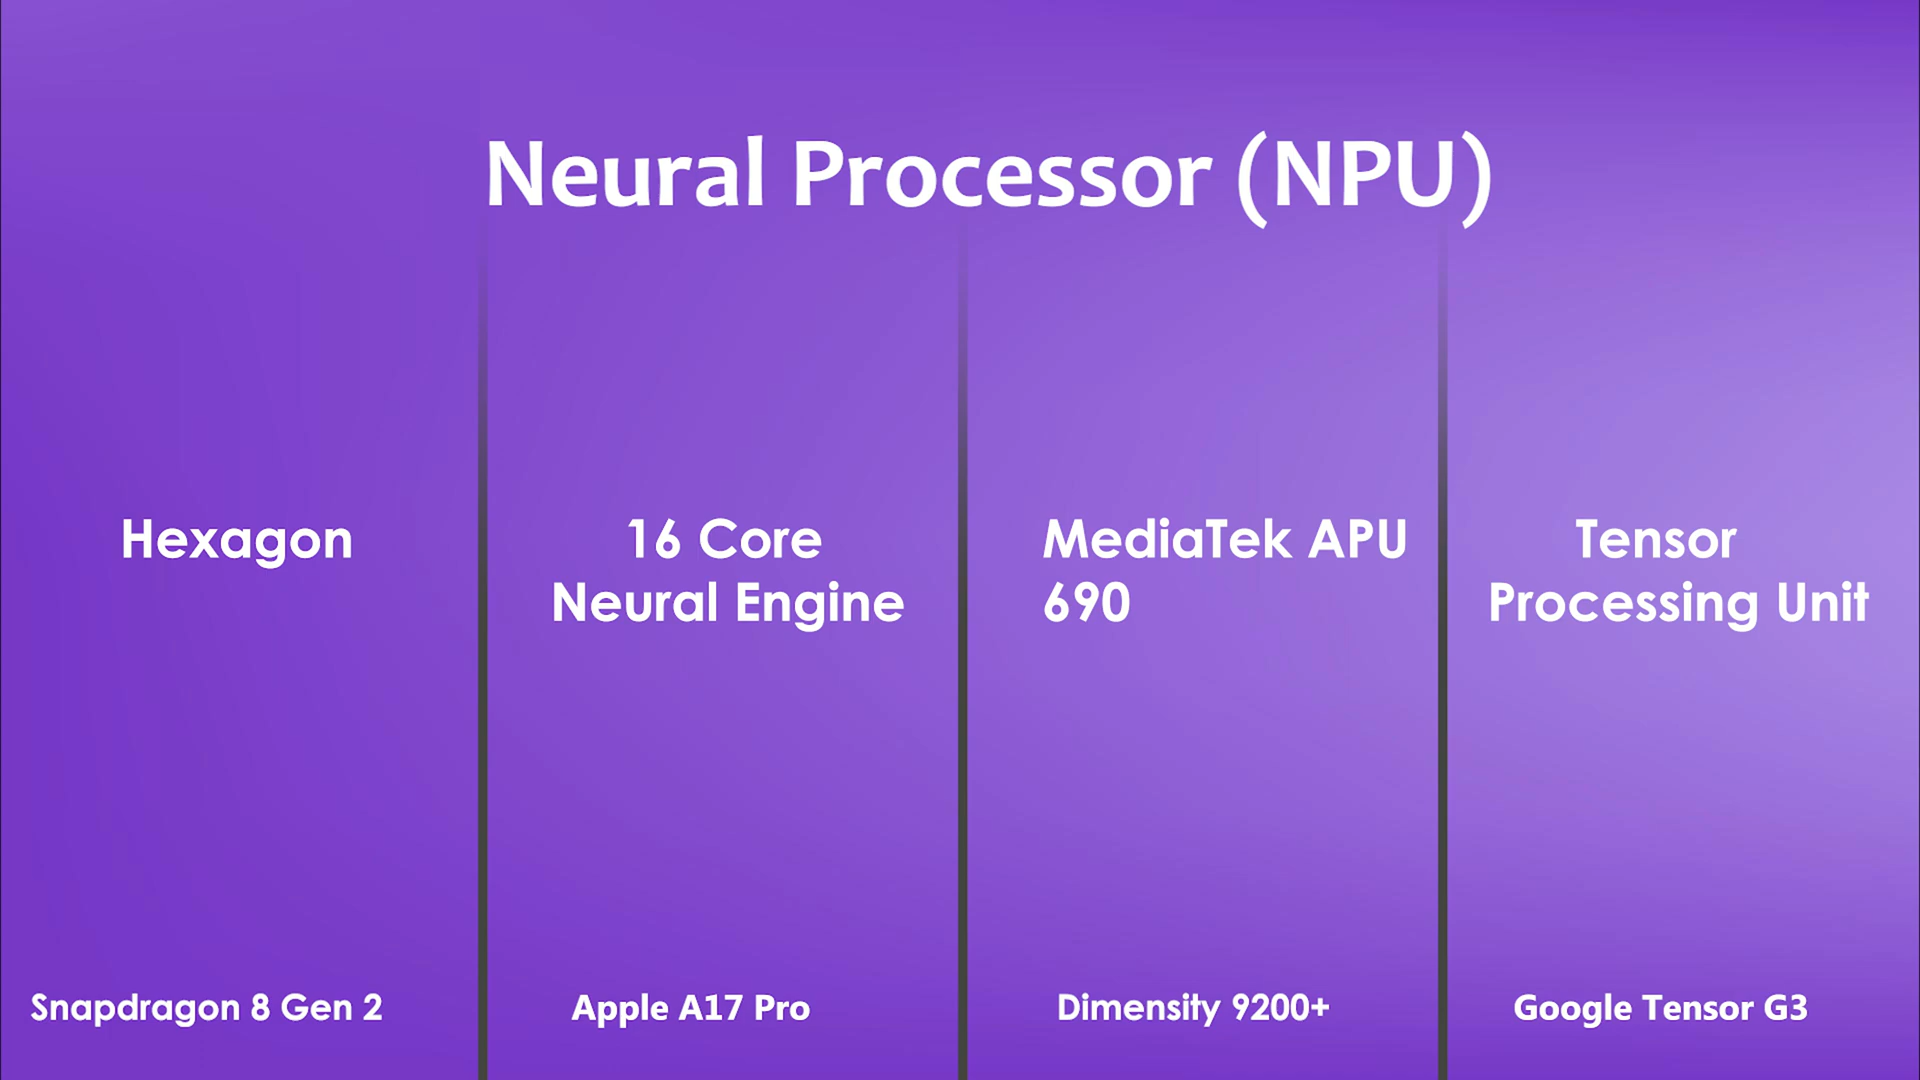 Neural Processor (NPU)
Hexagon
16 Core
Neural Engine
MediaTek APU
690
Tensor
Processing Unit
Snapdragon 8 Gen 2
Apple A17 Pro
Dimensity 9200+
Google Tensor G3